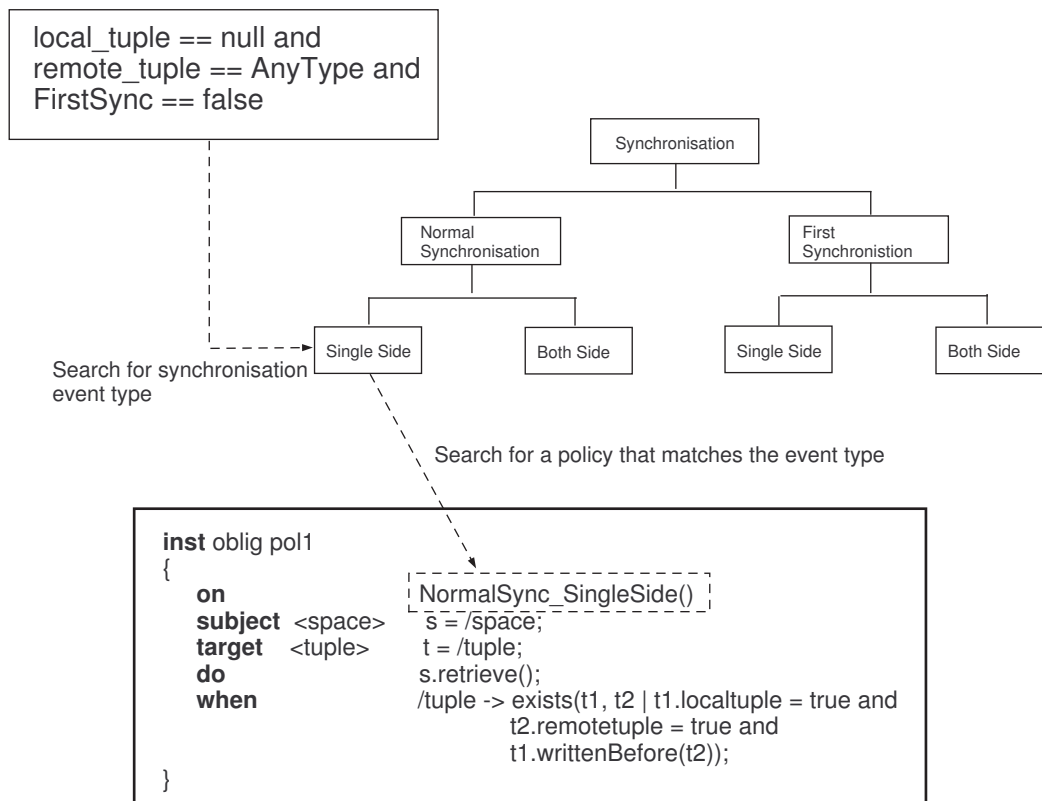 local_tuple == null and
remote_tuple == AnyType and
FirstSync == false
Synchronisation
Normal
Synchronisation
First
Synchronistion
Single Side
Both Side
Single Side
Both Side
Search for synchronisation
event type
Search for a policy that matches the event type
inst oblig pol1
{
on NormalSync_SingleSide()
subject <space> s = /space;
target <tuple> t = /tuple;
do s.retrieve();
when /tuple -> exists(t1, t2 | t1.localtuple = true and
t2.remotetuple = true and
t1.writtenBefore(t2));
}